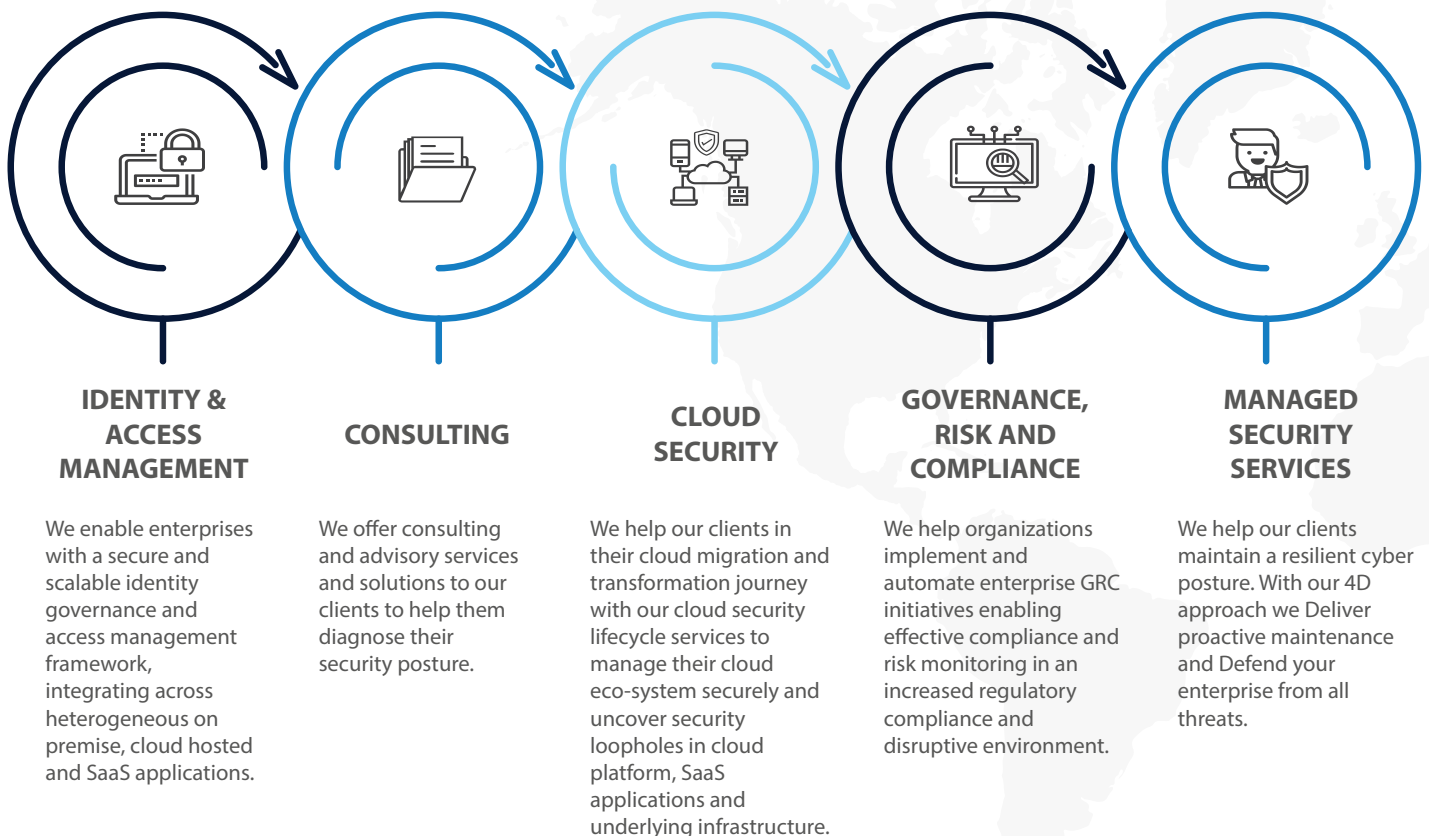 IDENTITY &
ACCESS
MANAGEMENT
We enable enterprises
with a secure and
scalable identity
governance and
access management
framework,
integrating across
heterogeneous on
premise, cloud hosted
and SaaS applications.
CONSULTING
We offer consulting
and advisory services
and solutions to our
clients to help them
diagnose their
security posture.
CLOUD
SECURITY
We help our clients in
their cloud migration and
transformation journey
with our cloud security
lifecycle services to
manage their cloud
eco-system securely and
uncover security
loopholes in cloud
platform, SaaS
applications and
underlying infrastructure.
GOVERNANCE,
RISK AND
COMPLIANCE
We help organizations
implement and
automate enterprise GRC
initiatives enabling
effective compliance and
risk monitoring in an
increased regulatory
compliance and
disruptive environment.
MANAGED
SECURITY
SERVICES
We help our clients
maintain a resilient cyber
posture. With our 4D
approach we Deliver
proactive maintenance
and Defend your
enterprise from all
threats.